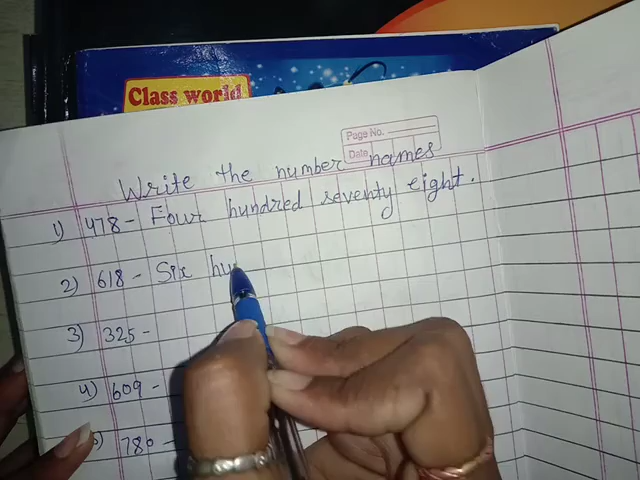 Class world
Page No.
Date
Write the number names
1) 478 - Four hundred seventy eight.
2) 618 - Six hu
3) 325 -
4) 609 -
5) 780 -